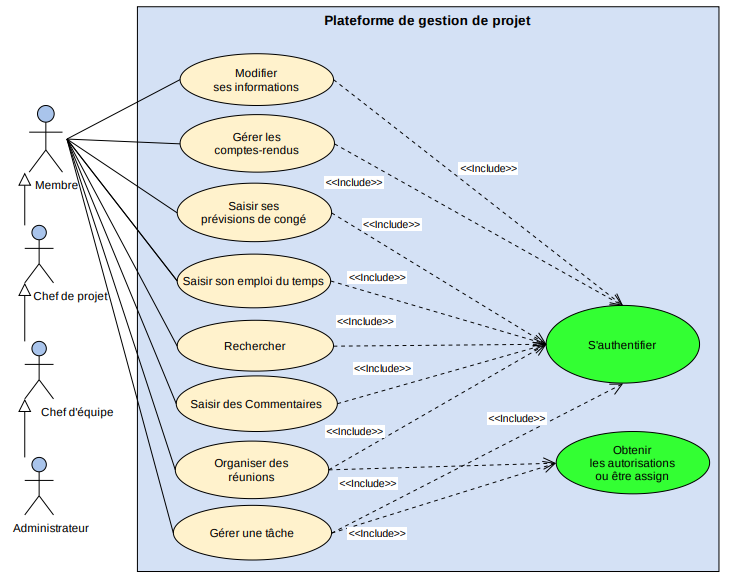 Plateforme de gestion de projet
Modifier
ses informations
Gérer les
comptes-rendus
<<Include>>
<<Include>>
Membre
Saisir ses
prévisions de congé
<<Include>>
Saisir son emploi du temps
<<Include>>
Chef de projet
<<Include>>
Rechercher
S'authentifier
<<Include>>
Saisir des Commentaires
Chef d'équipe
<<Include>>
<<Include>>
Organiser des
réunions
Obtenir
les autorisations
ou être assign
<<Include>>
Gérer une tâche
<<Include>>
Administrateur